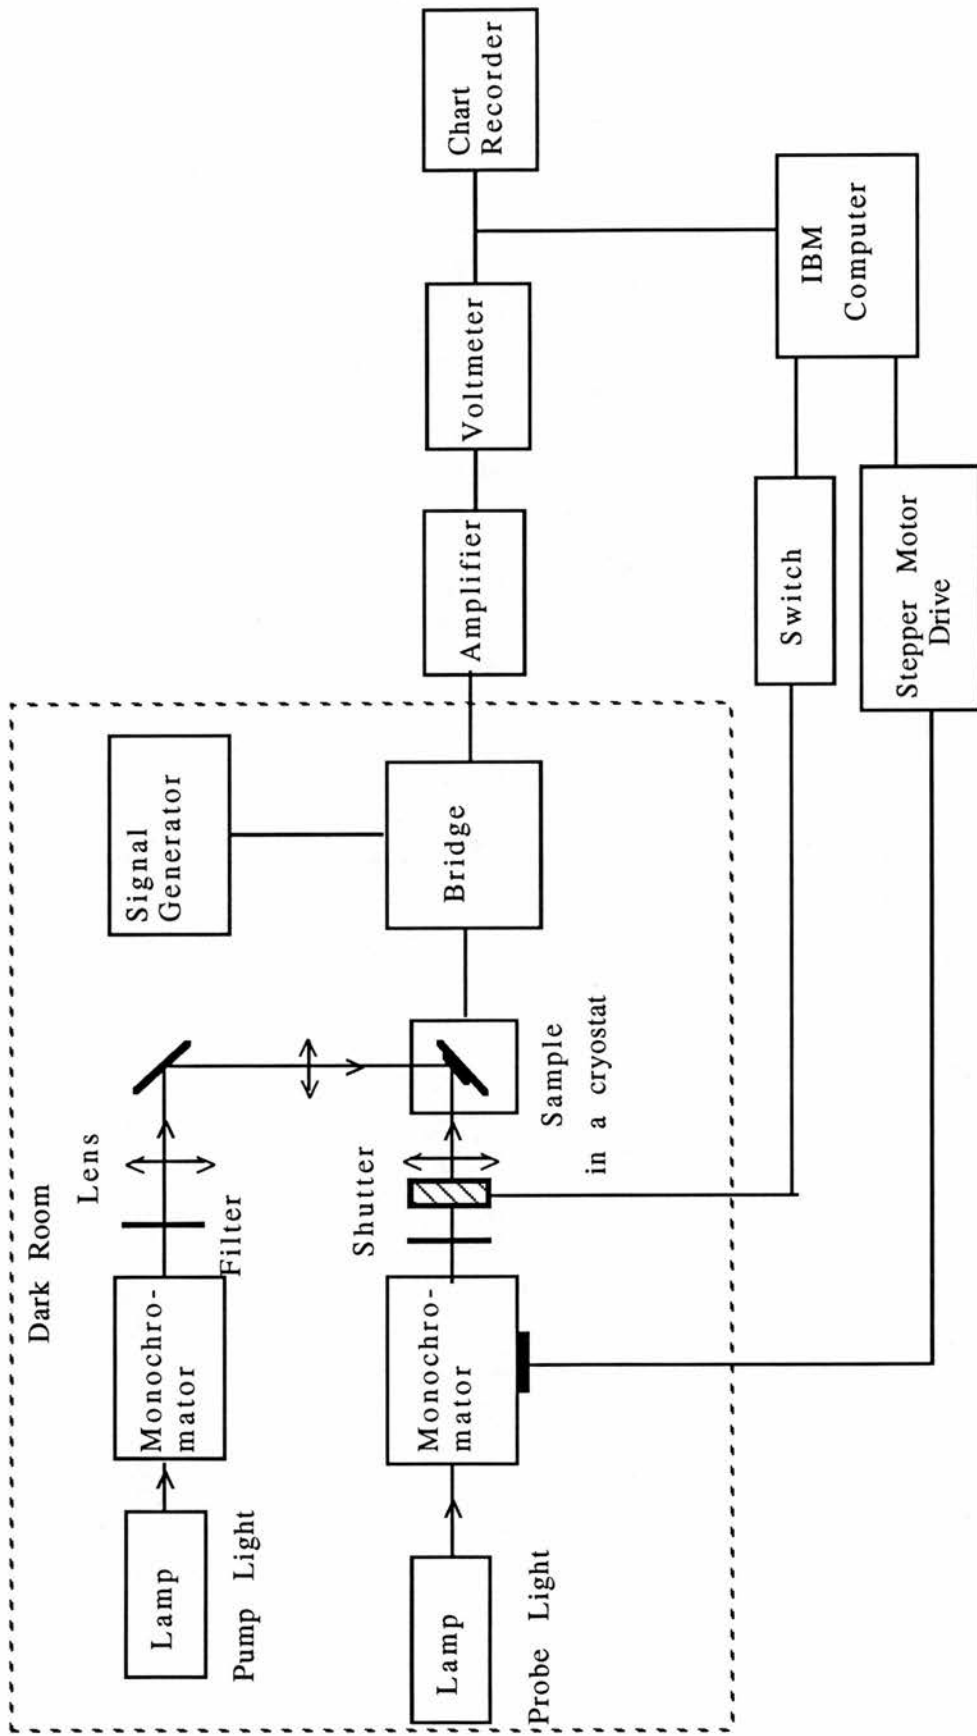 Dark Room
Lens
Filter
Lamp
Monochro-
mator
Pump Light
Signal
Generator
Shutter
Lamp
Monochro-
mator
Probe Light
Sample
in a cryostat
Bridge
Amplifier
Voltmeter
Chart
Recorder
Switch
IBM
Computer
Stepper Motor
Drive